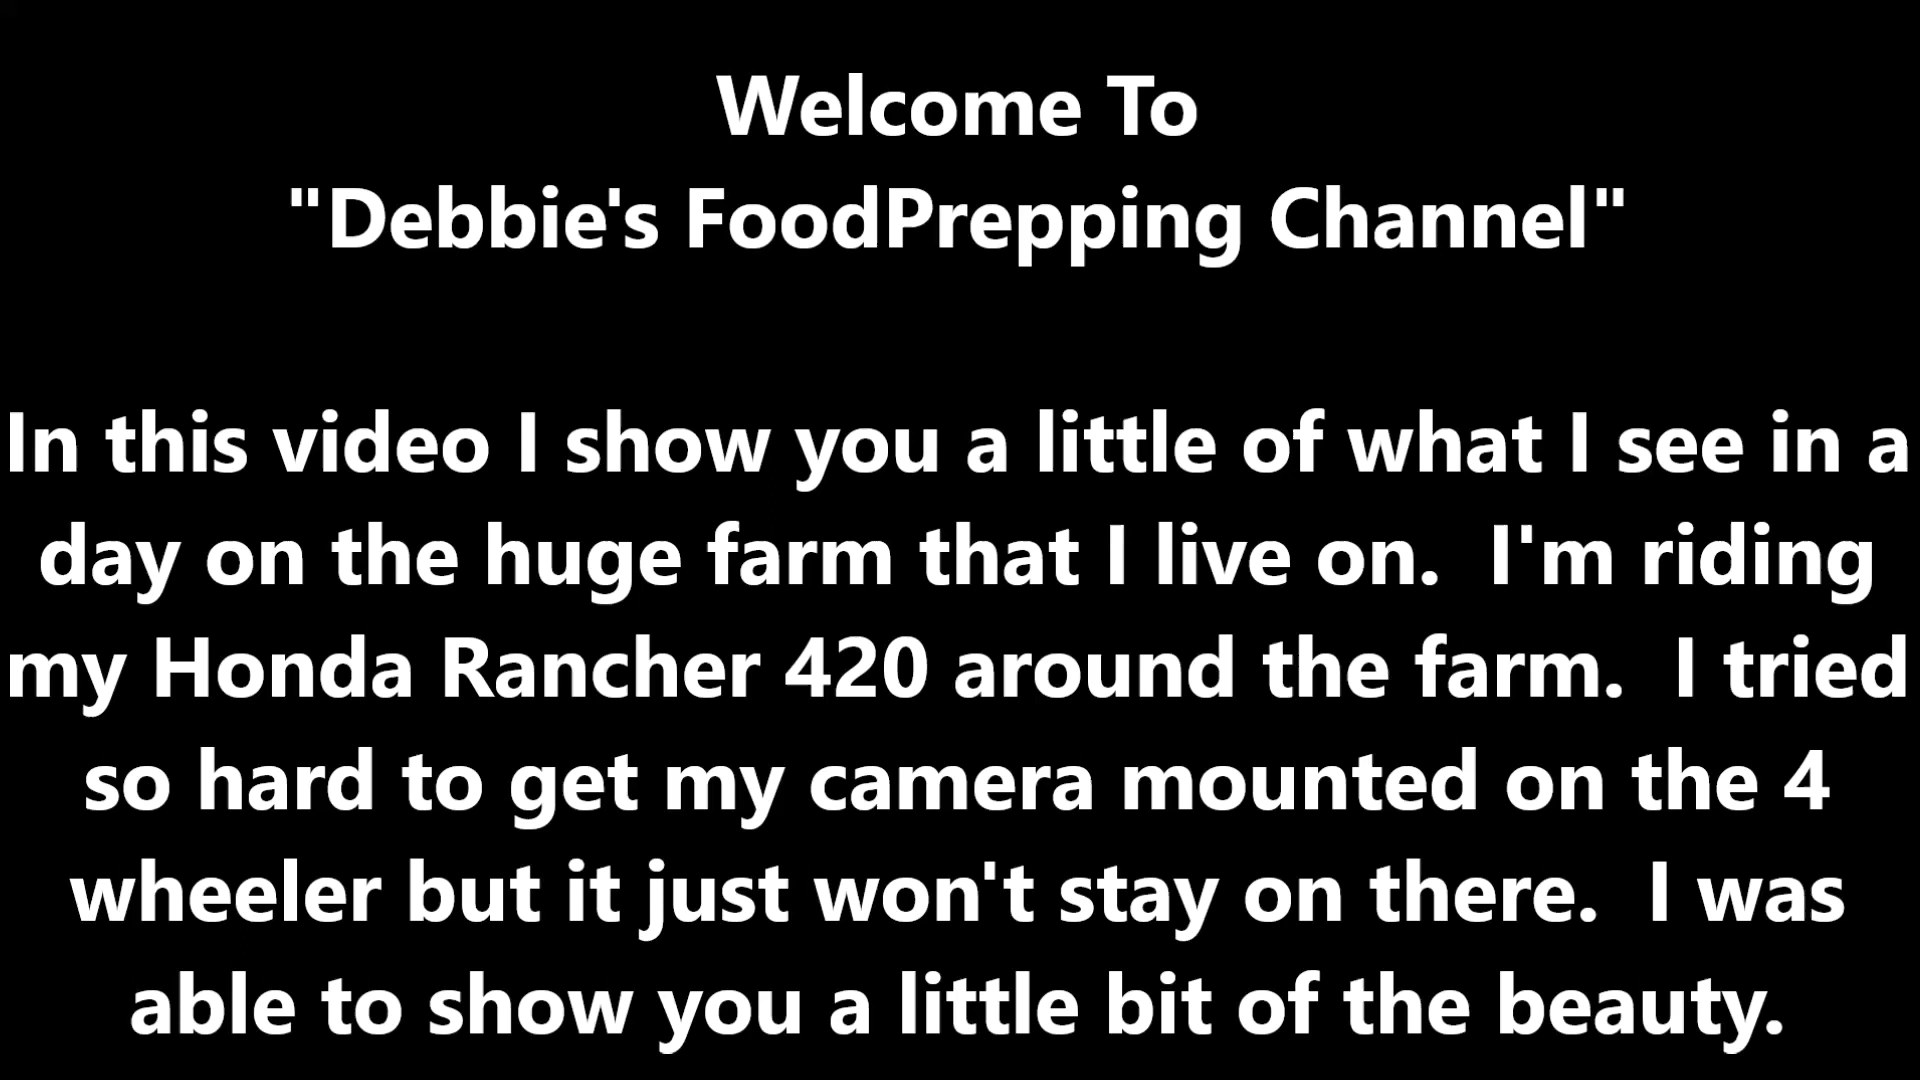 Welcome To
"Debbie's FoodPrepping Channel"
In this video I show you a little of what I see in a
day on the huge farm that I live on.  I'm riding
my Honda Rancher 420 around the farm.  I tried
so hard to get my camera mounted on the 4
wheeler but it just won't stay on there.  I was
able to show you a little bit of the beauty.